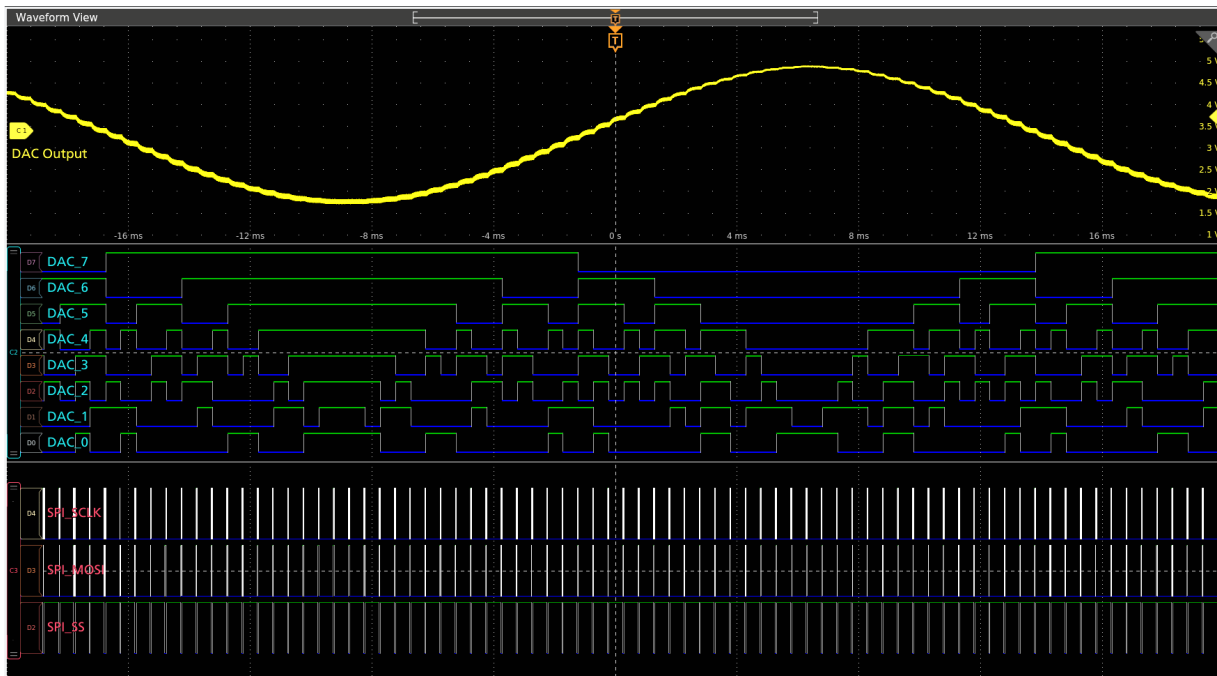 Waveform View
T
T
5 V
4.5 V
4 V
C 1
3.5 V
DAC Output
3 V
2.5 V
2 V
1.5 V
-16 ms -12 ms -8 ms -4 ms 0 s 4 ms 8 ms 12 ms 16 ms 1 V
D7 DAC_7
D6 DAC_6
D5 DAC_5
D4 DAC_4
C2
D3 DAC_3
D2 DAC_2
D1 DAC_1
D0 DAC_0
D4 SPI_SCLK
C3 D3 SPI_MOSI
D2 SPI_SS